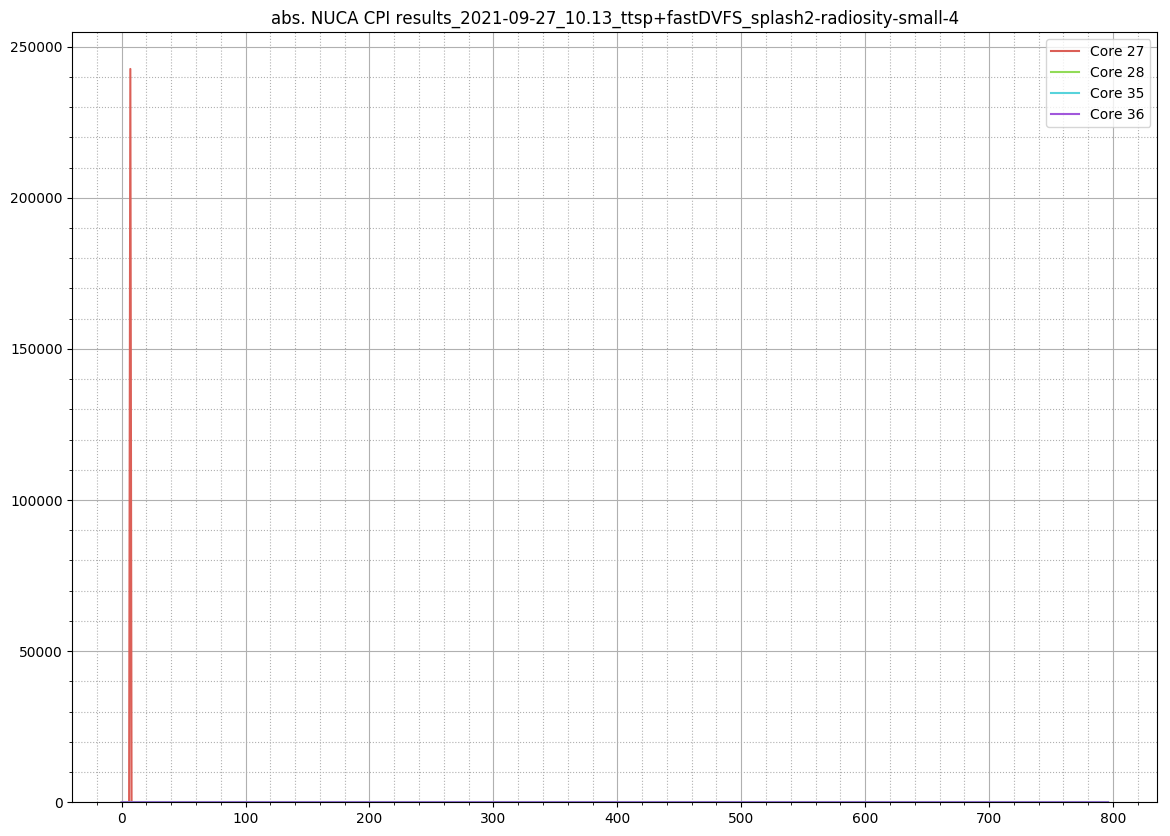 abs. NUCA CPI results_2021-09-27_10.13_ttsp+fastDVFS_splash2-radiosity-small-4
250000
200000
150000
100000
50000
0
Core 27
Core 28
Core 35
Core 36
0 100 200 300 400 500 600 700 800